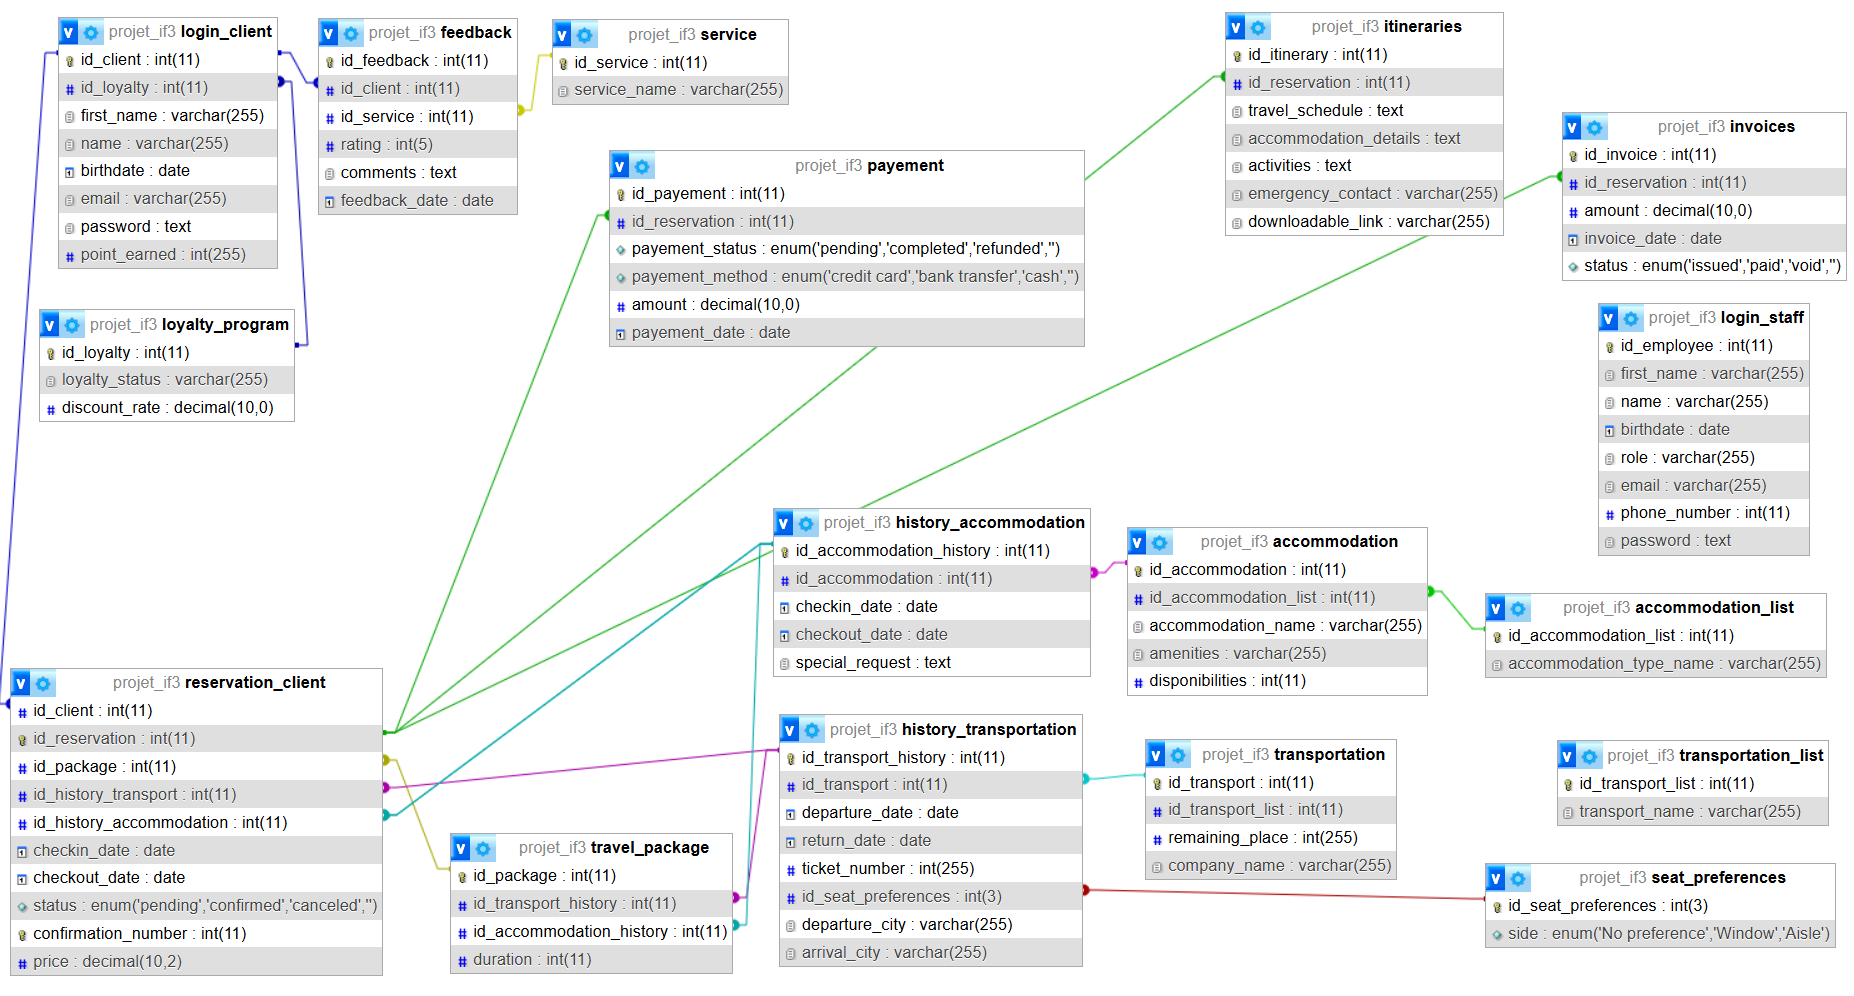 projet_if3 login_client
id_client : int(11)
id_loyalty : int(11)
first_name : varchar(255)
name : varchar(255)
birthdate : date
email : varchar(255)
password : text
point_earned : int(255)
projet_if3 feedback
id_feedback : int(11)
id_client : int(11)
id_service : int(11)
rating : int(5)
comments : text
feedback_date : date
projet_if3 service
id_service : int(11)
service_name : varchar(255)
projet_if3 payement
id_payement : int(11)
id_reservation : int(11)
payement_status : enum('pending','completed','refunded','')
payement_method : enum('credit card','bank transfer','cash','')
amount : decimal(10,0)
payement_date : date
projet_if3 itineraries
id_itinerary : int(11)
id_reservation : int(11)
travel_schedule : text
accommodation_details : text
activities : text
emergency_contact : varchar(255)
downloadable_link : varchar(255)
projet_if3 invoices
id_invoice : int(11)
id_reservation : int(11)
amount : decimal(10,0)
invoice_date : date
status : enum('issued','paid','void','')
projet_if3 loyalty_program
id_loyalty : int(11)
loyalty_status : varchar(255)
discount_rate : decimal(10,0)
projet_if3 login_staff
id_employee : int(11)
first_name : varchar(255)
name : varchar(255)
birthdate : date
role : varchar(255)
email : varchar(255)
phone_number : int(11)
password : text
projet_if3 history_accommodation
id_accommodation_history : int(11)
id_accommodation : int(11)
checkin_date : date
checkout_date : date
special_request : text
projet_if3 accommodation
id_accommodation : int(11)
id_accommodation_list : int(11)
accommodation_name : varchar(255)
amenities : varchar(255)
disponibilities : int(11)
projet_if3 accommodation_list
id_accommodation_list : int(11)
accommodation_type_name : varchar(255)
projet_if3 reservation_client
id_client : int(11)
id_reservation : int(11)
id_package : int(11)
id_history_transport : int(11)
id_history_accommodation : int(11)
checkin_date : date
checkout_date : date
status : enum('pending','confirmed','canceled','')
confirmation_number : int(11)
price : decimal(10,2)
projet_if3 travel_package
id_package : int(11)
id_transport_history : int(11)
id_accommodation_history : int(11)
duration : int(11)
projet_if3 history_transportation
id_transport_history : int(11)
id_transport : int(11)
departure_date : date
return_date : date
ticket_number : int(255)
id_seat_preferences : int(3)
departure_city : varchar(255)
arrival_city : varchar(255)
projet_if3 transportation
id_transport : int(11)
id_transport_list : int(11)
remaining_place : int(255)
company_name : varchar(255)
projet_if3 transportation_list
id_transport_list : int(11)
transport_name : varchar(255)
projet_if3 seat_preferences
id_seat_preferences : int(3)
side : enum('No preference','Window','Aisle')